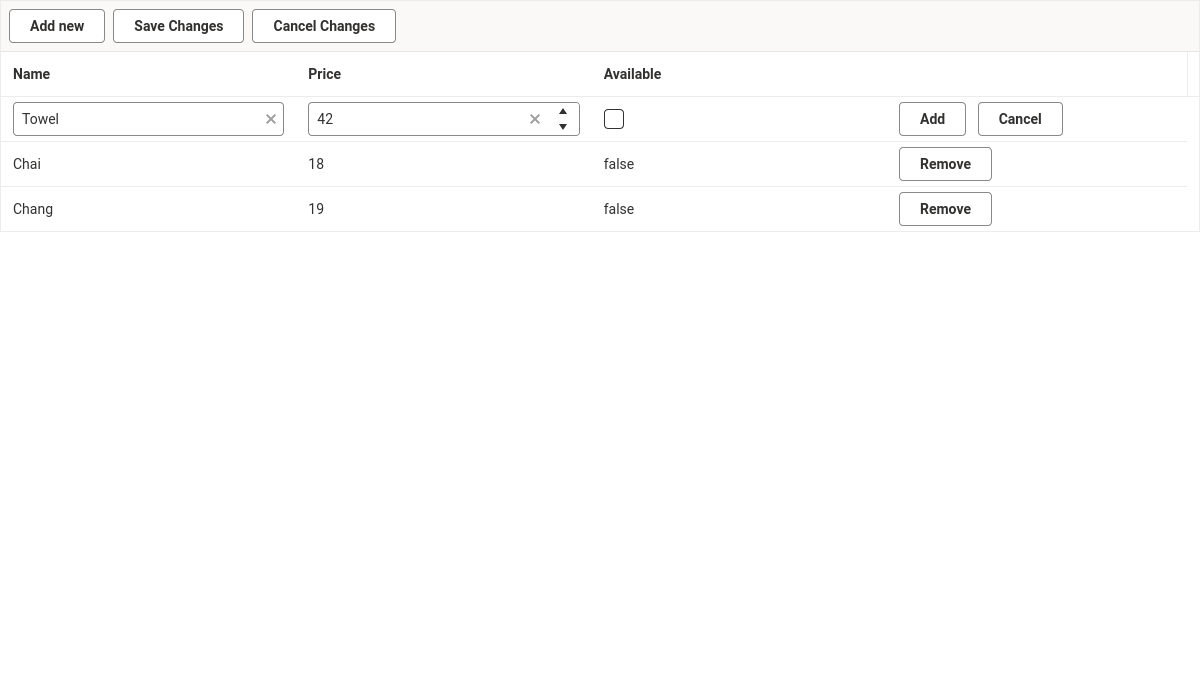 Add new Save Changes Cancel Changes
Name Price Available
Towel 42 Add Cancel
Chai 18 false Remove
Chang 19 false Remove